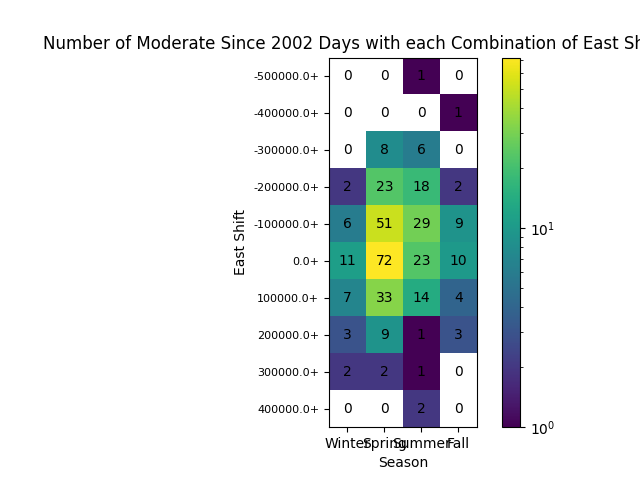 Number of Moderate Since 2002 Days with each Combination of East Sh
-500000.0+ 0 0 1 0
-400000.0+ 0 0 0 1
-300000.0+ 0 8 6 0
-200000.0+ 2 23 18 2
-100000.0+ 6 51 29 9
0.0+ 11 72 23 10
100000.0+ 7 33 14 4
200000.0+ 3 9 1 3
300000.0+ 2 2 1 0
400000.0+ 0 0 2 0
Winter Spring Summer Fall
Season
East Shift
10¹
10⁰